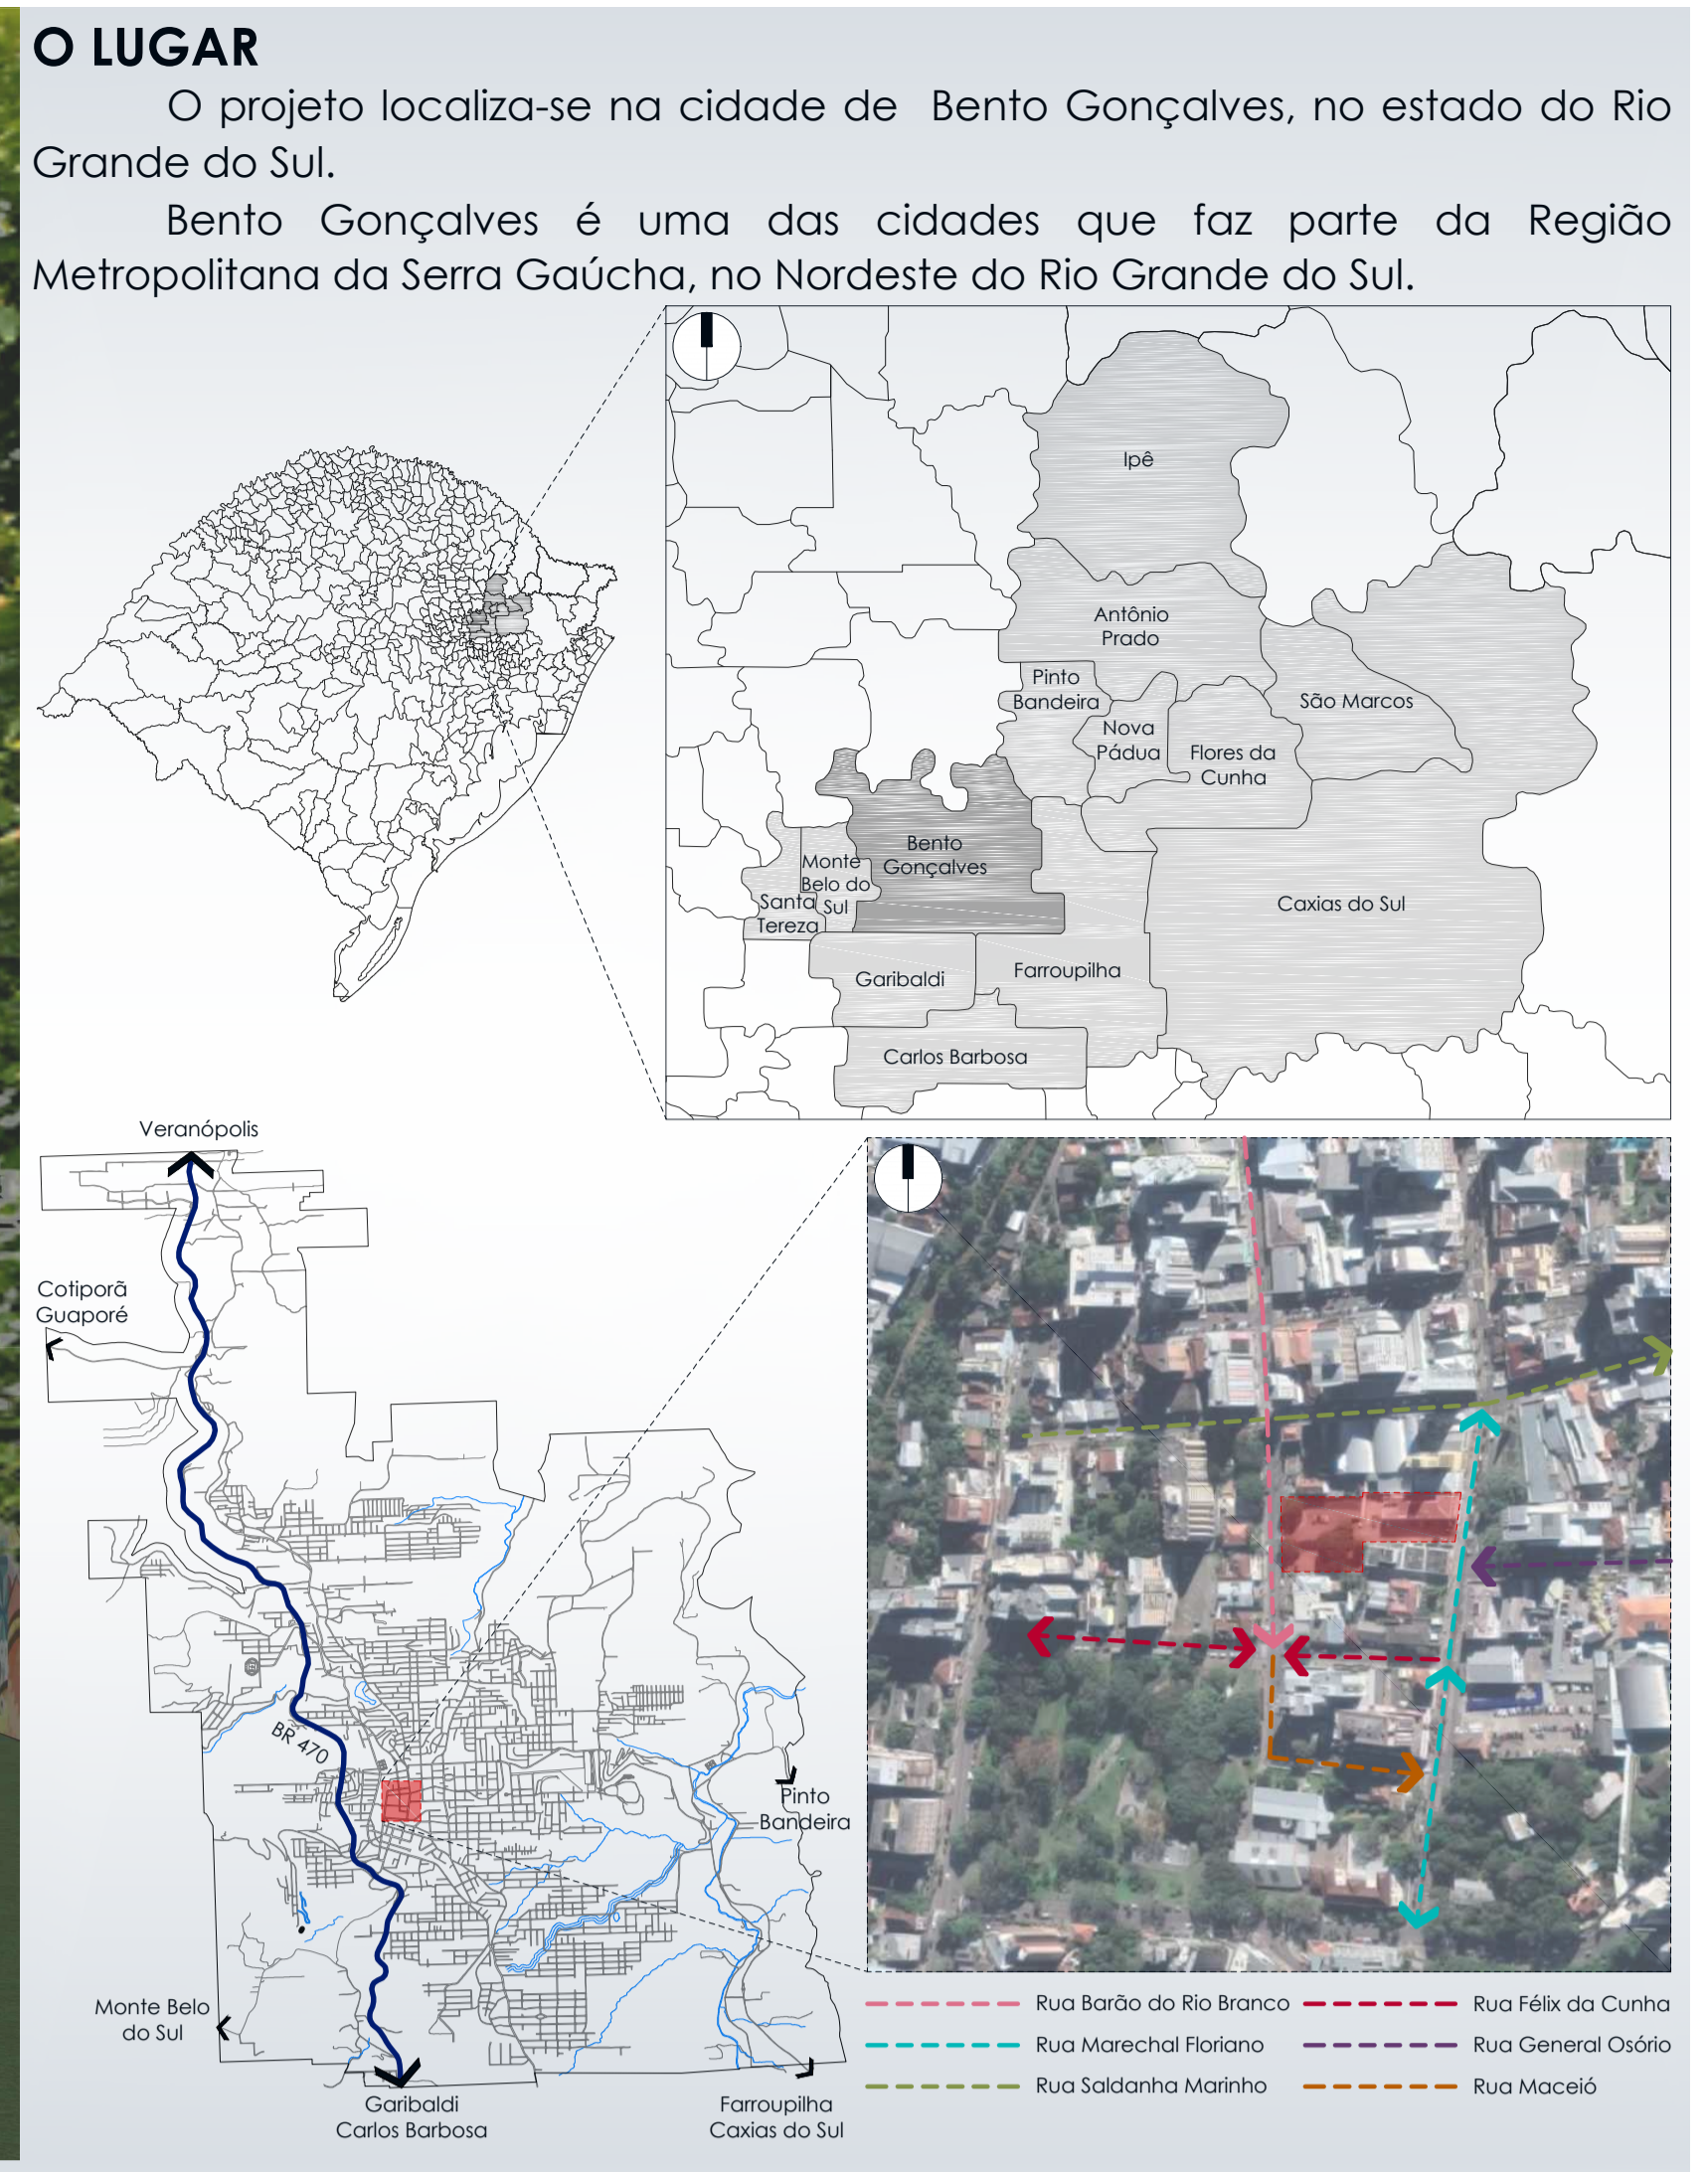 O LUGAR
O projeto localiza-se na cidade de Bento Gonçalves, no estado do Rio
Grande do Sul.
Bento Gonçalves é uma das cidades que faz parte da Região
Metropolitana da Serra Gaúcha, no Nordeste do Rio Grande do Sul.
Ipê
Antônio
Prado
Pinto
Bandeira
São Marcos
Nova
Pádua
Flores da
Cunha
Bento
Gonçalves
Monte
Belo do
Sul
Santa
Tereza
Caxias do Sul
Garibaldi
Farroupilha
Carlos Barbosa
Veranópolis
Cotiporã
Guaporé
BR 470
Pinto
Bandeira
Monte Belo
do Sul
Garibaldi
Carlos Barbosa
Farroupilha
Caxias do Sul
Rua Barão do Rio Branco
Rua Marechal Floriano
Rua Saldanha Marinho
Rua Félix da Cunha
Rua General Osório
Rua Maceió